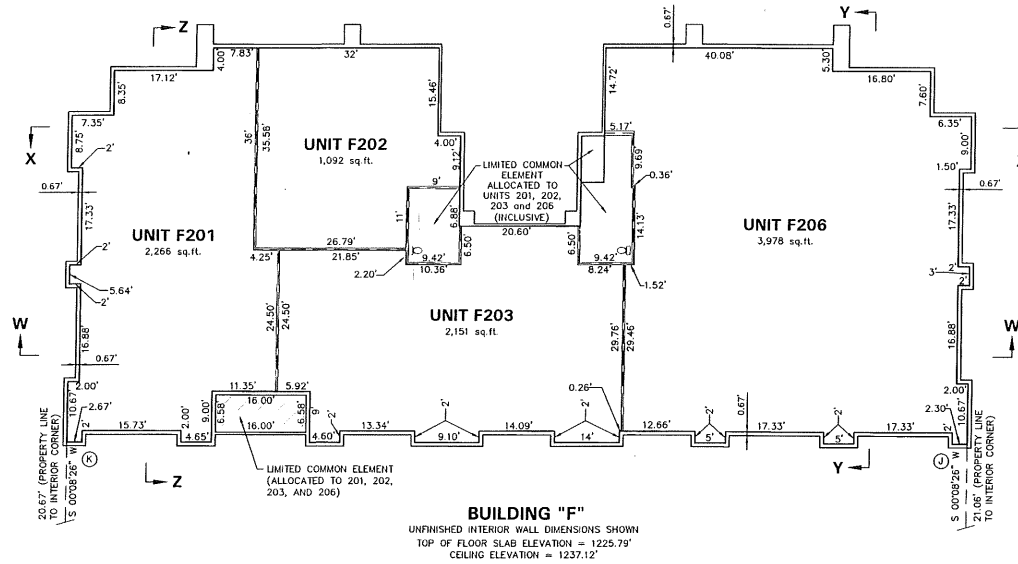 Z
Y
0.67'
7.83'
32'
40.08'
4.00'
5.30'
17.12'
16.80'
8.35'
15.46'
14.72'
7.60'
7.35'
6.35'
36'
35.58'
5.17'
X
8.75'
2'
UNIT F202
1,092 sq.ft.
4.00'
9.12'
LIMITED COMMON
ELEMENT
ALLOCATED TO
UNITS 201, 202,
203 and 206
(INCLUSIVE)
9.69'
0.36'
9.00'
1.50'
0.67'
9'
0.67'
17.33'
11'
6.88'
14.13'
17.33'
UNIT F201
2,266 sq.ft.
6.50'
20.60'
6.50'
UNIT F206
3,978 sq.ft.
26.79'
4.25'
21.85'
2.20'
9.42'
10.36'
9.42'
8.24'
1.52'
2'
5.64'
2'
3'
2'
2'
24.50'
24.50'
UNIT F203
2,151 sq.ft.
29.76'
29.46'
W
16.88'
16.88'
W
0.67'
11.35'
5.92'
16.00'
0.26'
2.00'
2.00'
10.67'
2.67'
2'
15.73'
2.00'
9.00'
6.58'
6.58'
9'
2'
13.34'
2'
14.09'
2'
12.66'
2'
0.67'
17.33'
2'
17.33'
2.30'
2'
10.67'
4.65'
16.00'
4.60'
9.10'
14'
5'
5'
K
J
20.67' (PROPERTY LINE
TO INTERIOR CORNER)
S 00°08'26" W
Z
LIMITED COMMON ELEMENT
(ALLOCATED TO 201, 202,
203, AND 206)
Y
S 00°08'26" W
21.06' (PROPERTY LINE
TO INTERIOR CORNER)
BUILDING "F"
UNFINISHED INTERIOR WALL DIMENSIONS SHOWN
TOP OF FLOOR SLAB ELEVATION = 1225.79'
CEILING ELEVATION = 1237.12'